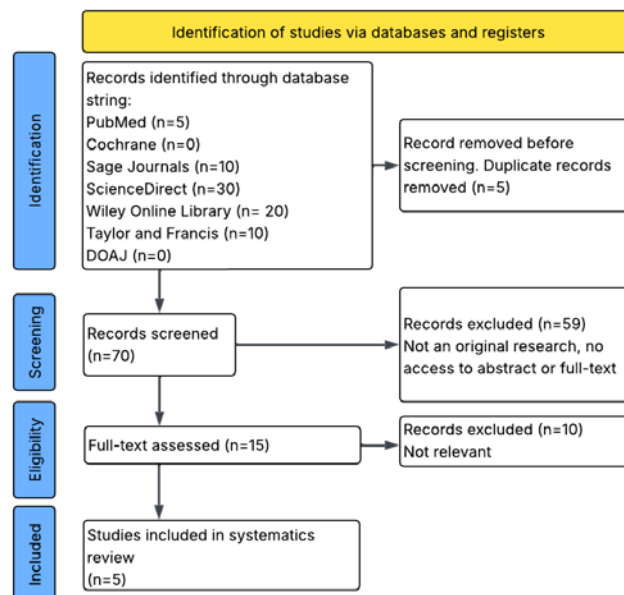 Identification of studies via databases and registers
Identification
Records identified through database
string:
PubMed (n=5)
Cochrane (n=0)
Sage Journals (n=10)
ScienceDirect (n=30)
Wiley Online Library (n= 20)
Taylor and Francis (n=10)
DOAJ (n=0)
Record removed before
screening. Duplicate records
removed (n=5)
Screening
Records screened
(n=70)
Records excluded (n=59)
Not an original research, no
access to abstract or full-text
Eligibility
Full-text assessed (n=15)
Records excluded (n=10)
Not relevant
Included
Studies included in systematics
review
(n=5)